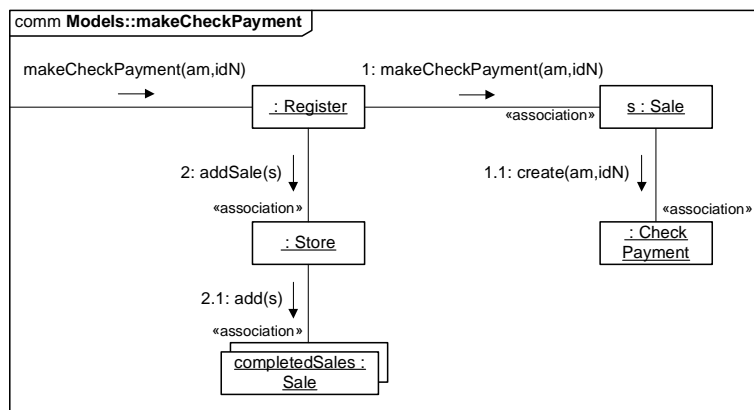 comm Models::makeCheckPayment
makeCheckPayment(am,idN)
1: makeCheckPayment(am,idN)
: Register
«association»
s : Sale
2: addSale(s)
1.1: create(am,idN)
«association»
«association»
: Store
: Check
Payment
2.1: add(s)
«association»
completedSales :
Sale